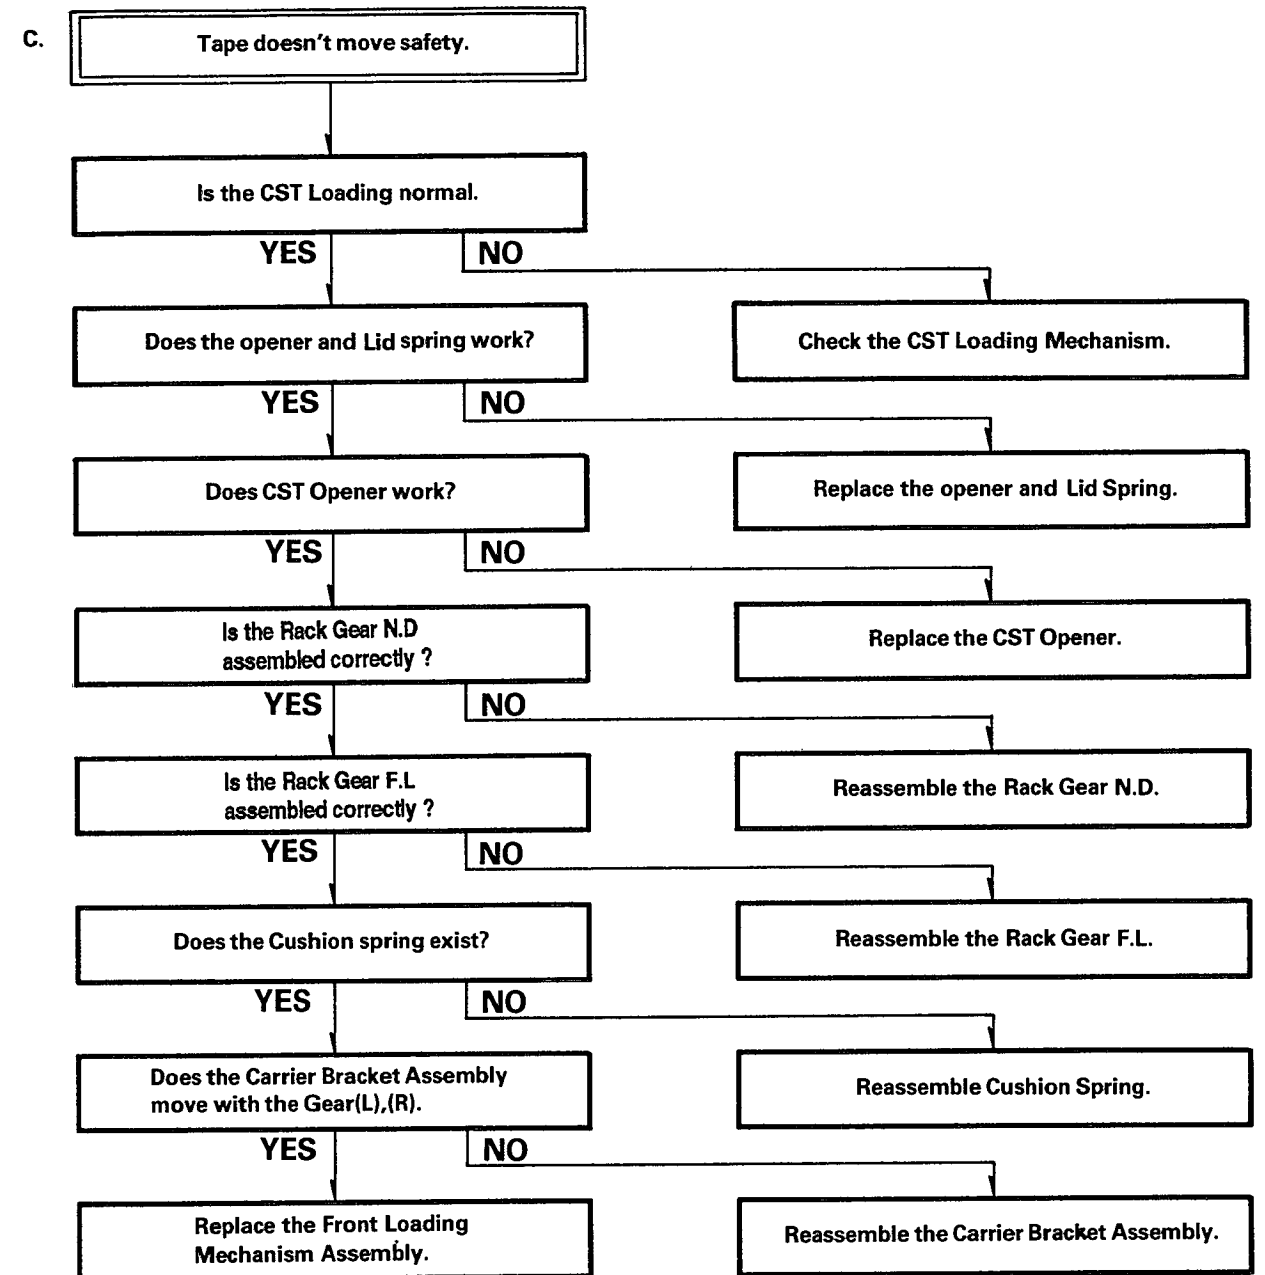 C.
Tape doesn't move safety.
Is the CST Loading normal.
YES
NO
Does the opener and Lid spring work?
Check the CST Loading Mechanism.
YES
NO
Does CST Opener work?
Replace the opener and Lid Spring.
YES
NO
Is the Rack Gear N.D
assembled correctly ?
Replace the CST Opener.
YES
NO
Is the Rack Gear F.L
assembled correctly ?
Reassemble the Rack Gear N.D.
YES
NO
Does the Cushion spring exist?
Reassemble the Rack Gear F.L.
YES
NO
Does the Carrier Bracket Assembly
move with the Gear(L),(R).
Reassemble Cushion Spring.
YES
NO
Replace the Front Loading
Mechanism Assembly.
Reassemble the Carrier Bracket Assembly.